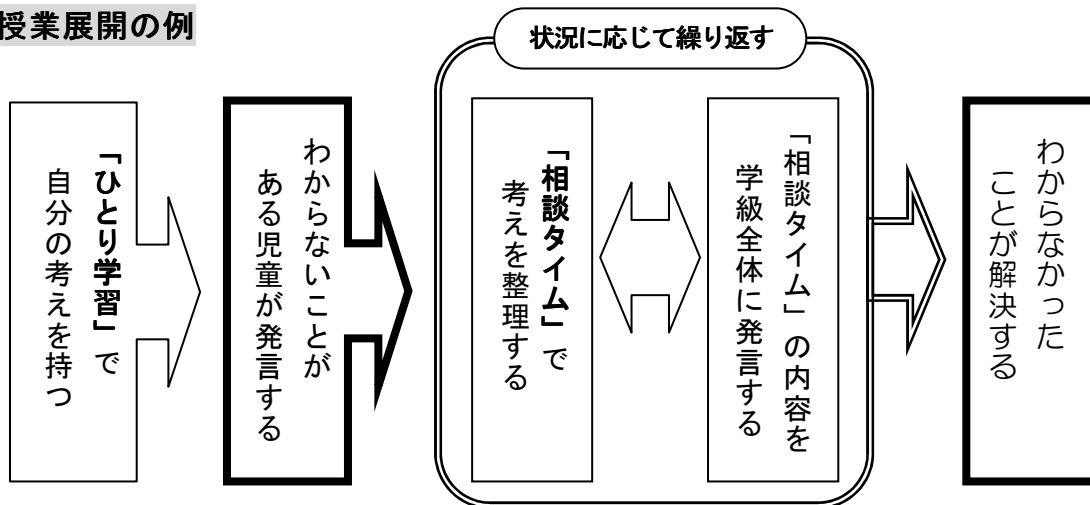 授業展開の例
状況に応じて繰り返す
「ひとり学習」で
自分の考えを持つ
わからないことが
ある児童が発言する
「相談タイム」で
考えを整理する
「相談タイム」の内容を
学級全体に発言する
わからなかった
ことが解決する